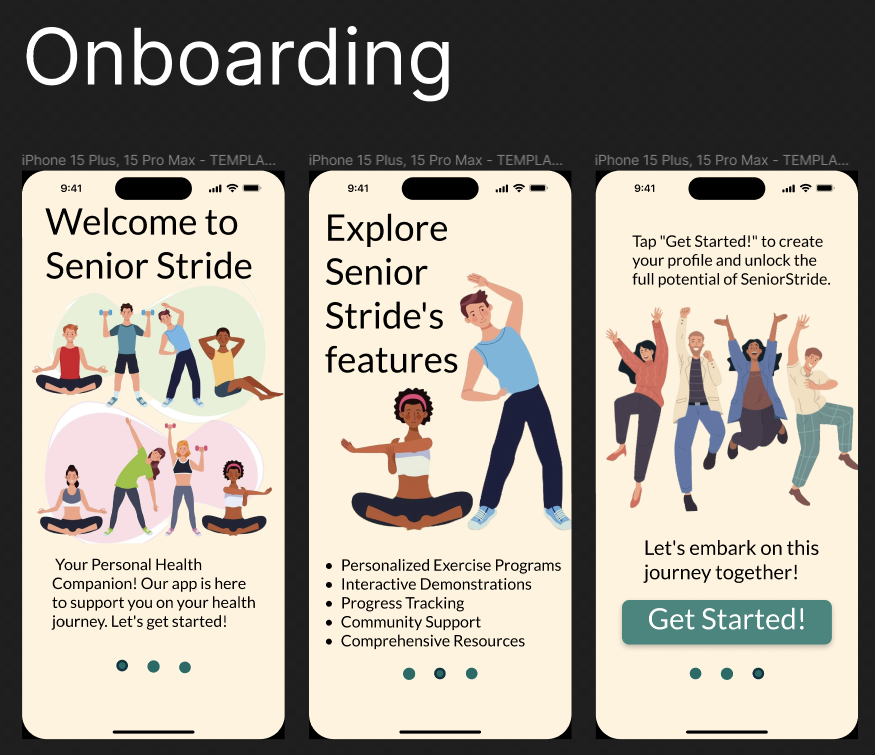 Onboarding
iPhone 15 Plus, 15 Pro Max - TEMPLA...
9:41
Welcome to
Senior Stride
Your Personal Health
Companion! Our app is here
to support you on your health
journey. Let's get started!
iPhone 15 Plus, 15 Pro Max - TEMPLA...
9:41
Explore
Senior
Stride's
features
• Personalized Exercise Programs
• Interactive Demonstrations
• Progress Tracking
• Community Support
• Comprehensive Resources
iPhone 15 Plus, 15 Pro Max - TEMPLA...
9:41
Tap "Get Started!" to create
your profile and unlock the
full potential of SeniorStride.
Let's embark on this
journey together!
Get Started!